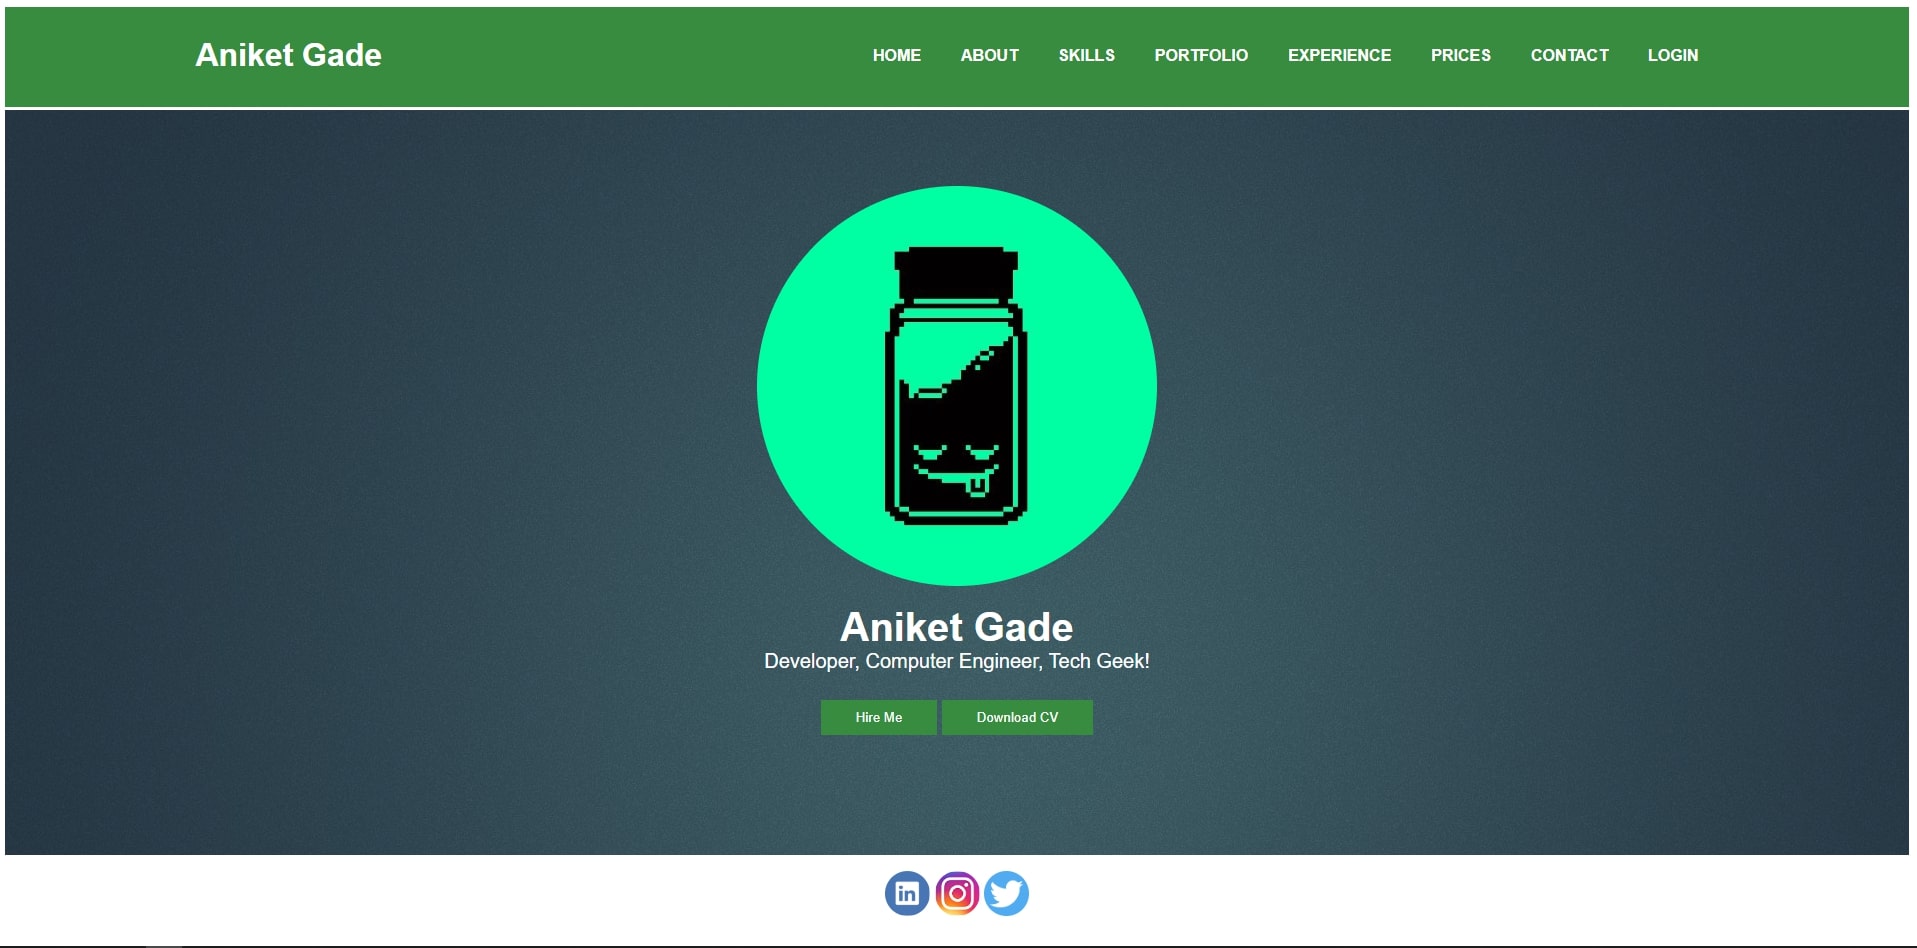 Aniket Gade
HOME ABOUT SKILLS PORTFOLIO EXPERIENCE PRICES CONTACT LOGIN
Aniket Gade
Developer, Computer Engineer, Tech Geek!
Hire Me Download CV
in